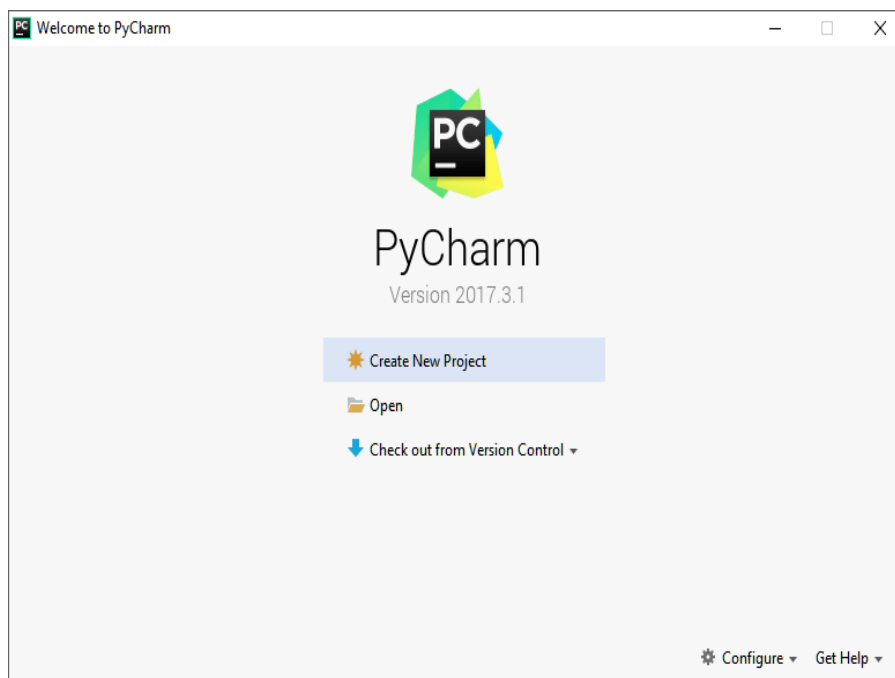 PC Welcome to PyCharm
PC
PyCharm
Version 2017.3.1
Create New Project
Open
Check out from Version Control
Configure Get Help